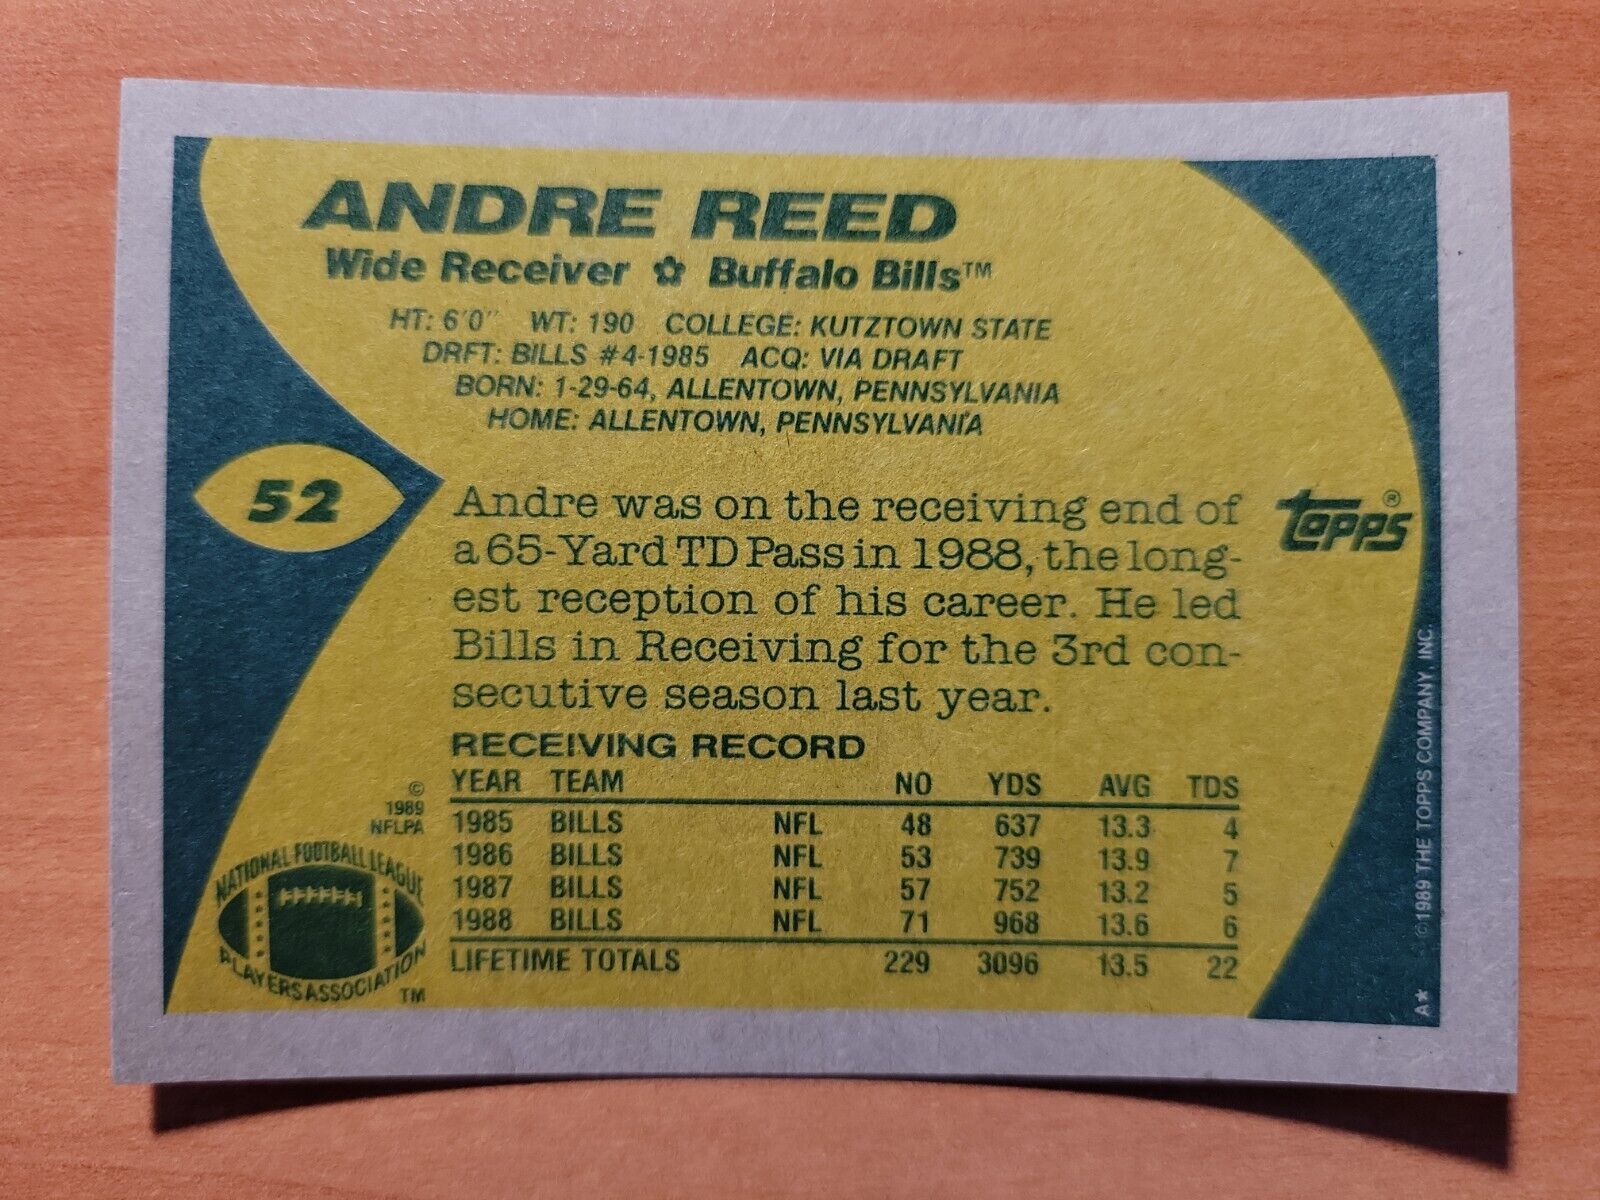 ANDRE REED
Wide Receiver ✿ Buffalo Bills™
HT: 6'0" WT: 190 COLLEGE: KUTZTOWN STATE
DRFT: BILLS #4-1985 ACQ: VIA DRAFT
BORN: 1-29-64, ALLENTOWN, PENNSYLVANIA
HOME: ALLENTOWN, PENNSYLVANIA
52
Andre was on the receiving end of
a 65-Yard TD Pass in 1988, the long-
est reception of his career. He led
Bills in Receiving for the 3rd con-
secutive season last year.
topps®
RECEIVING RECORD
YEAR TEAM NO YDS AVG TDS
1985 BILLS NFL 48 637 13.3 4
1986 BILLS NFL 53 739 13.9 7
1987 BILLS NFL 57 752 13.2 5
1988 BILLS NFL 71 968 13.6 6
LIFETIME TOTALS 229 3096 13.5 22
©
1989
NFLPA
NATIONAL FOOTBALL LEAGUE
PLAYERS ASSOCIATION
TM
©1989 THE TOPPS COMPANY, INC.
A★